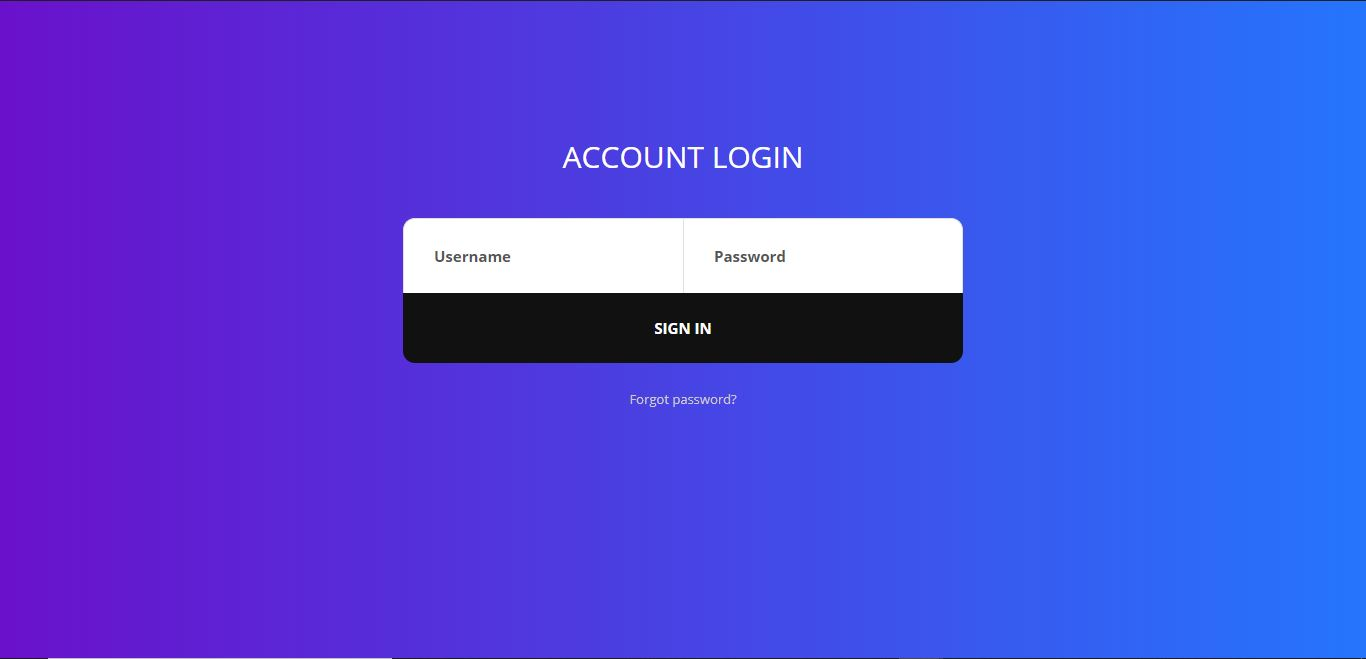 ACCOUNT LOGIN
Username Password
SIGN IN
Forgot password?